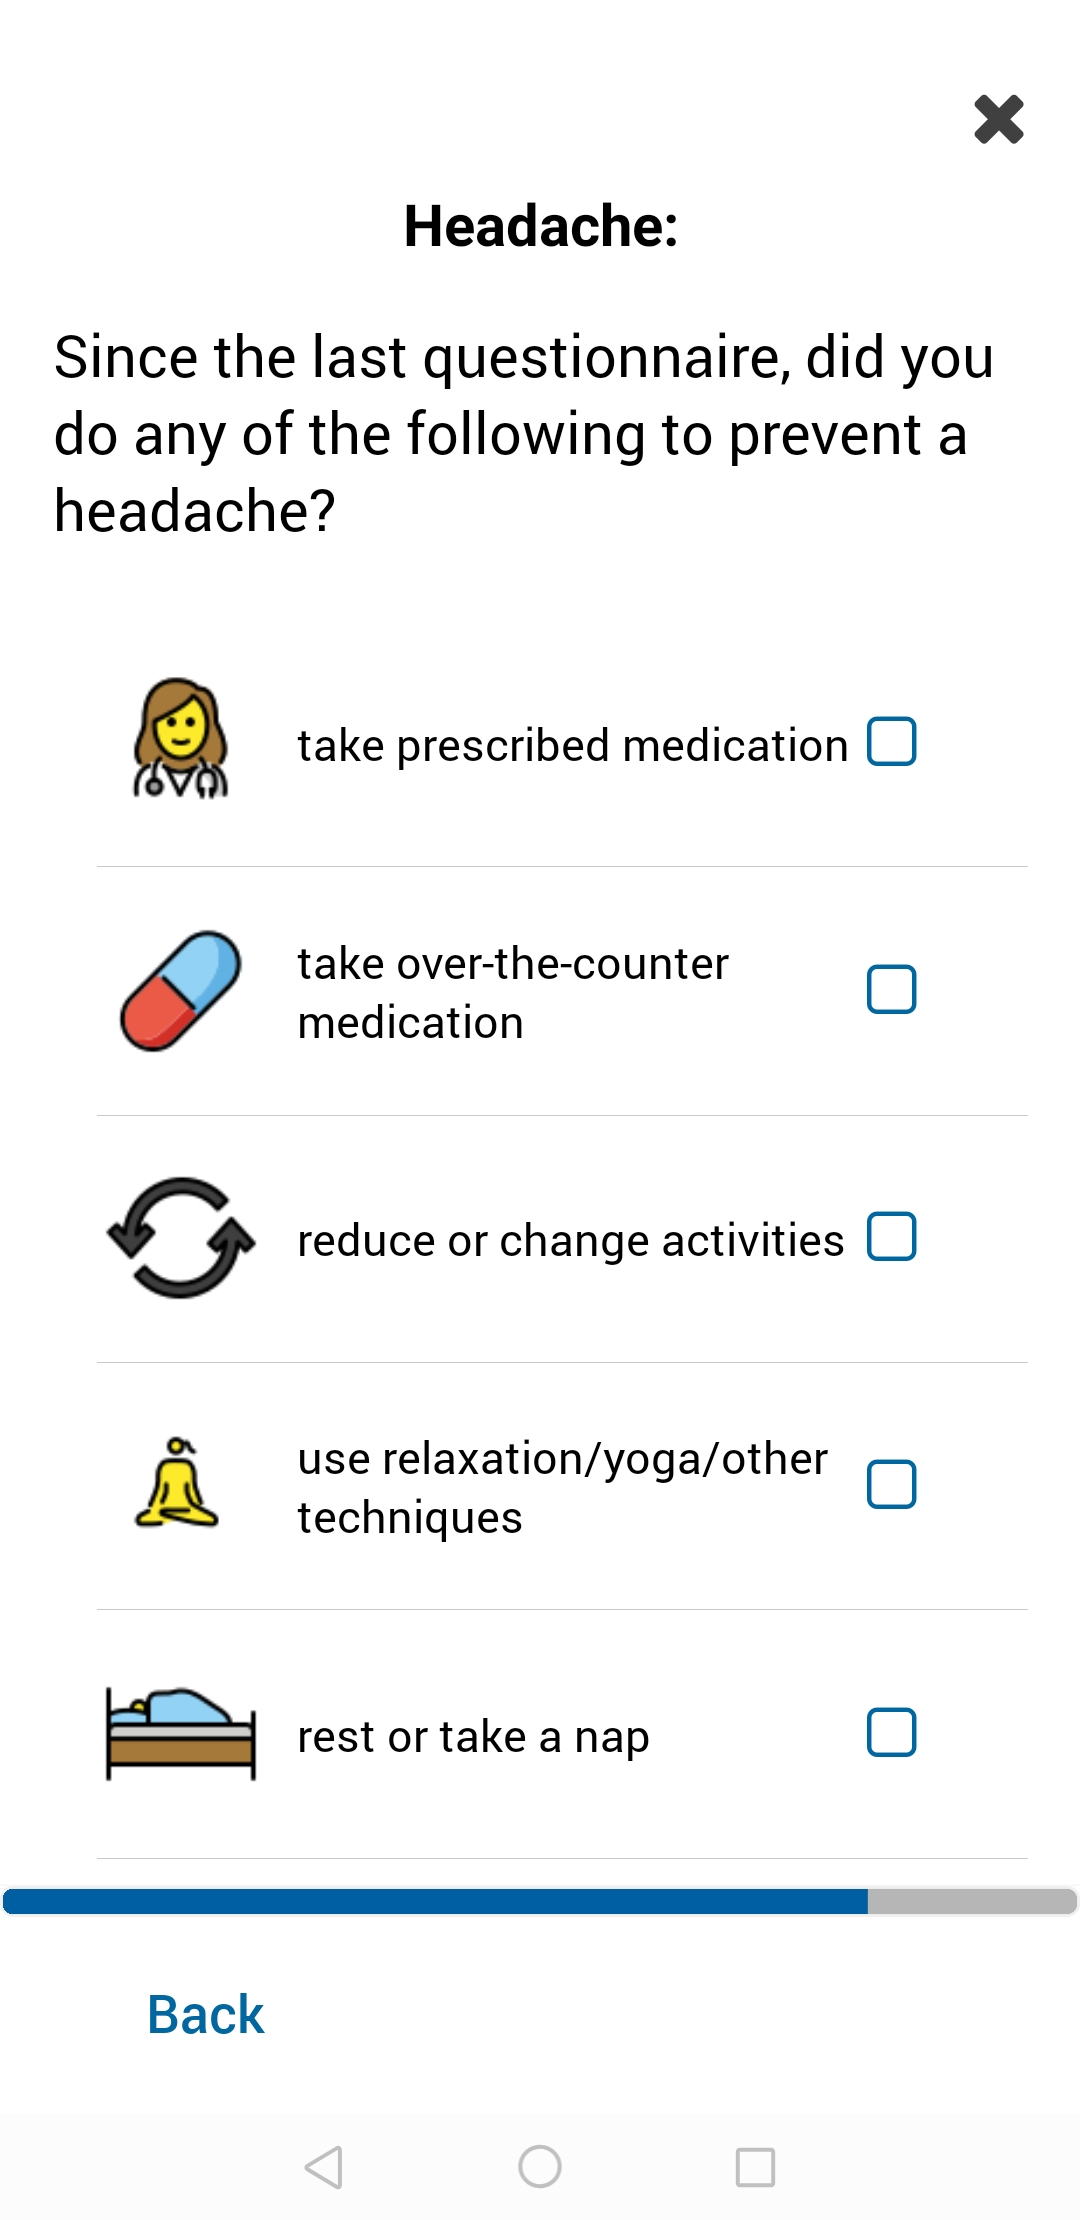 Headache:
Since the last questionnaire, did you
do any of the following to prevent a
headache?
take prescribed medication
take over-the-counter
medication
reduce or change activities
use relaxation/yoga/other
techniques
rest or take a nap
Back